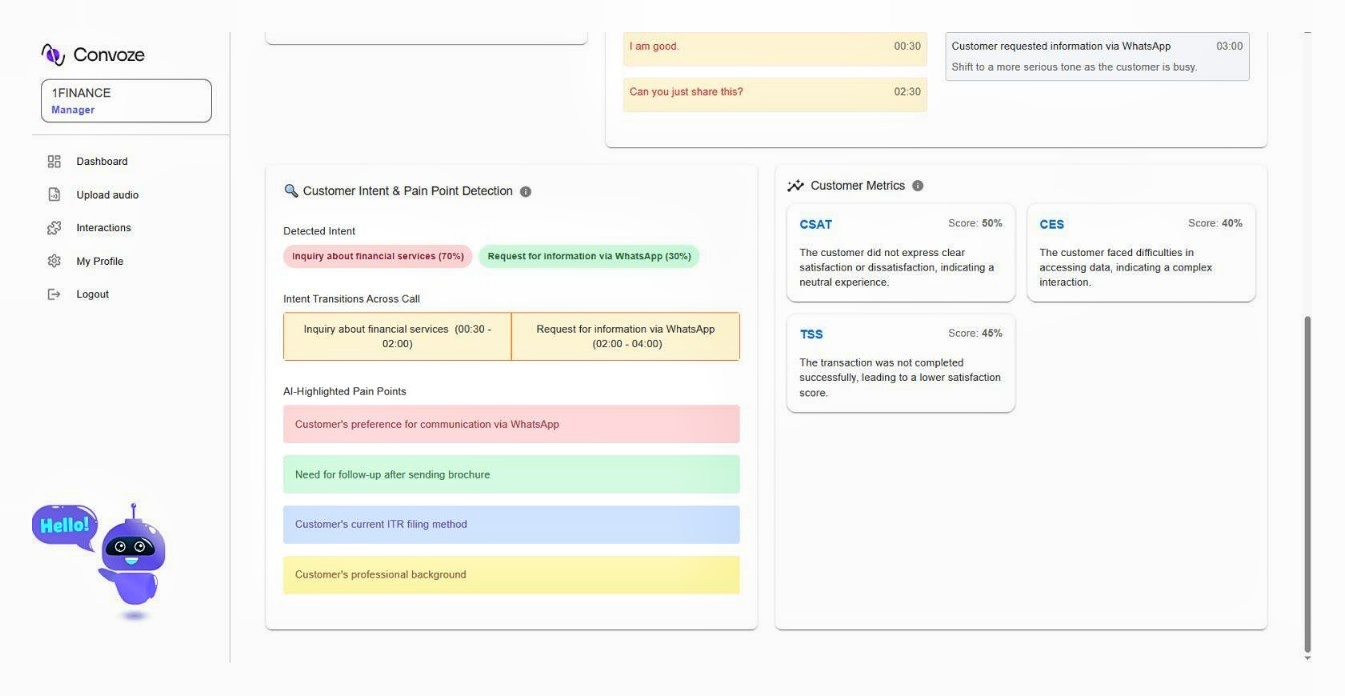 Convoze
1FINANCE
Manager
Dashboard
Upload audio
Interactions
My Profile
Logout
Hello!
I am good. 00:30
Can you just share this? 02:30
Customer requested information via WhatsApp 03:00
Shift to a more serious tone as the customer is busy.
Customer Intent & Pain Point Detection
Detected Intent
Inquiry about financial services (70%) Request for information via WhatsApp (30%)
Intent Transitions Across Call
Inquiry about financial services (00:30 -
02:00)
Request for information via WhatsApp
(02:00 - 04:00)
AI-Highlighted Pain Points
Customer's preference for communication via WhatsApp
Need for follow-up after sending brochure
Customer's current ITR filing method
Customer's professional background
Customer Metrics
CSAT Score: 50%
The customer did not express clear
satisfaction or dissatisfaction, indicating a
neutral experience.
CES Score: 40%
The customer faced difficulties in
accessing data, indicating a complex
interaction.
TSS Score: 45%
The transaction was not completed
successfully, leading to a lower satisfaction
score.